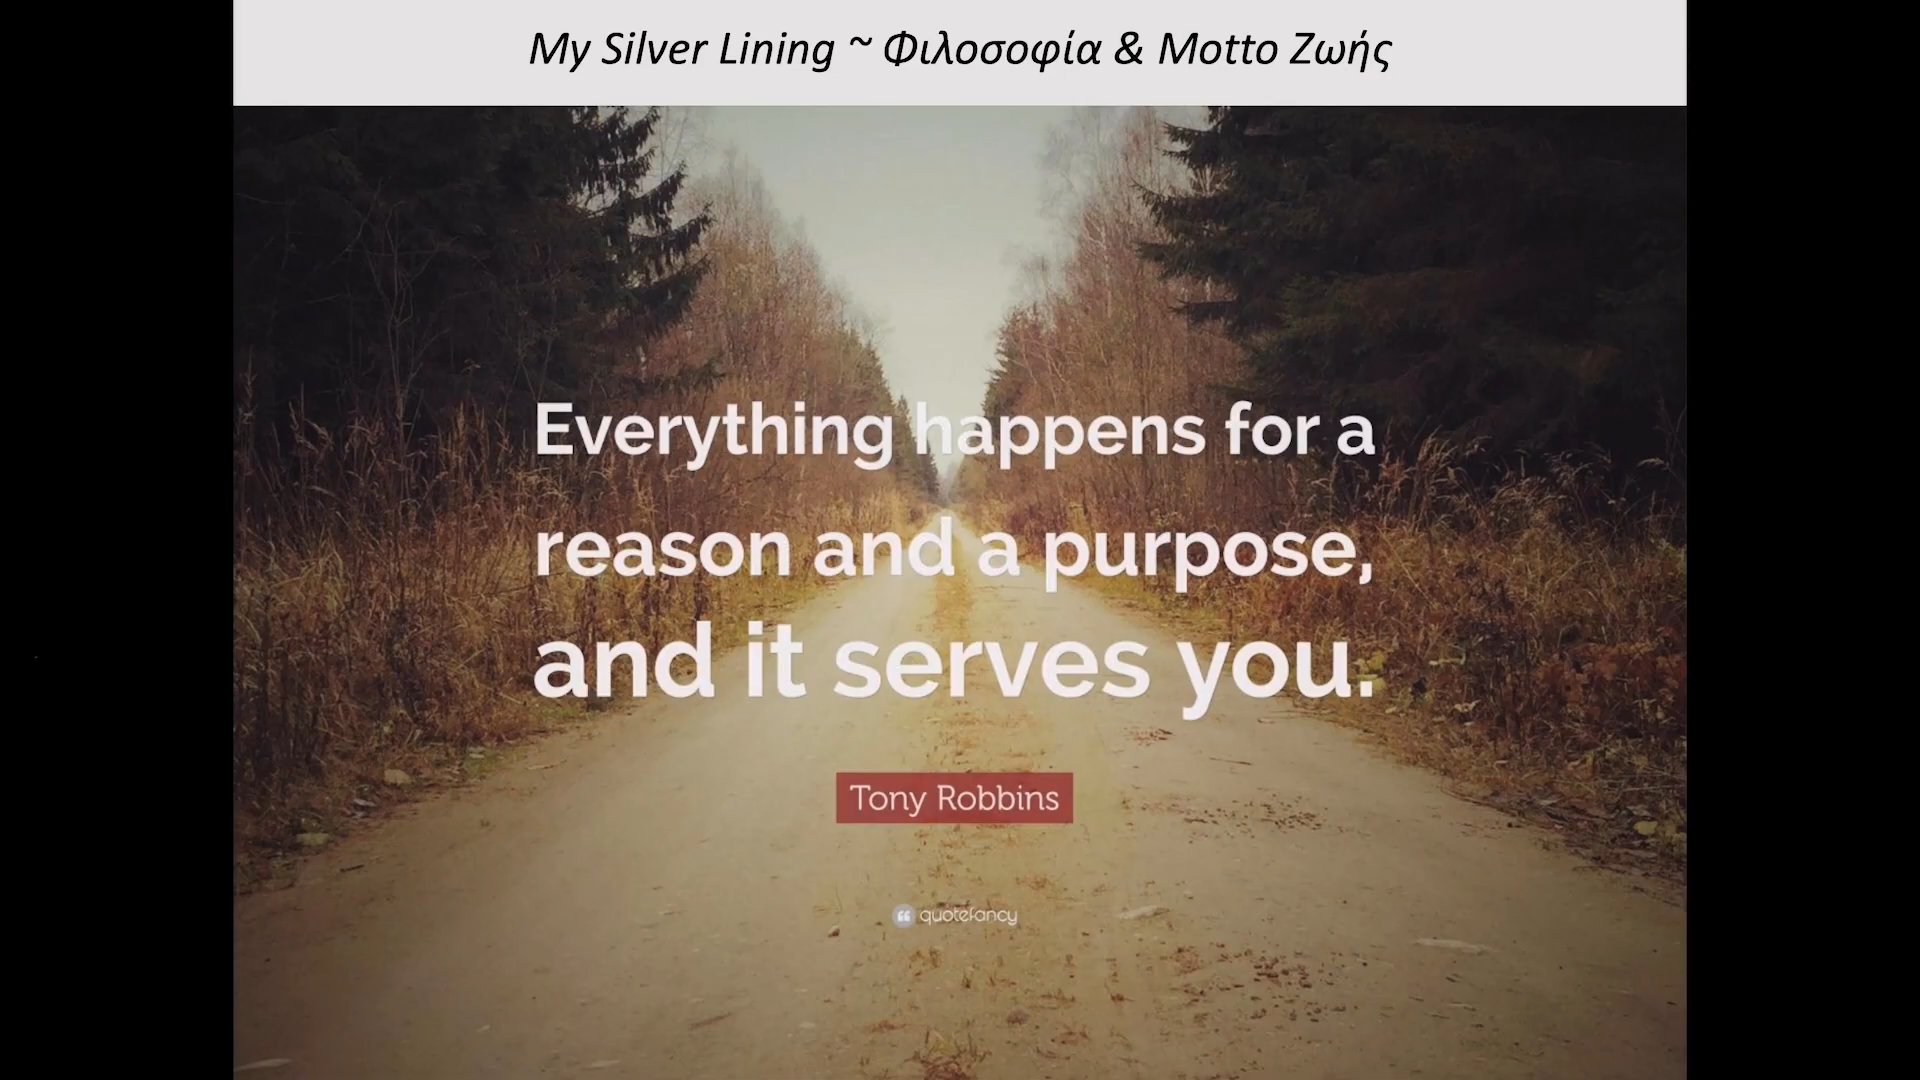 My Silver Lining ~ Φιλοσοφία & Motto Ζωής
Everything happens for a
reason and a purpose,
and it serves you.
Tony Robbins
quotefancy